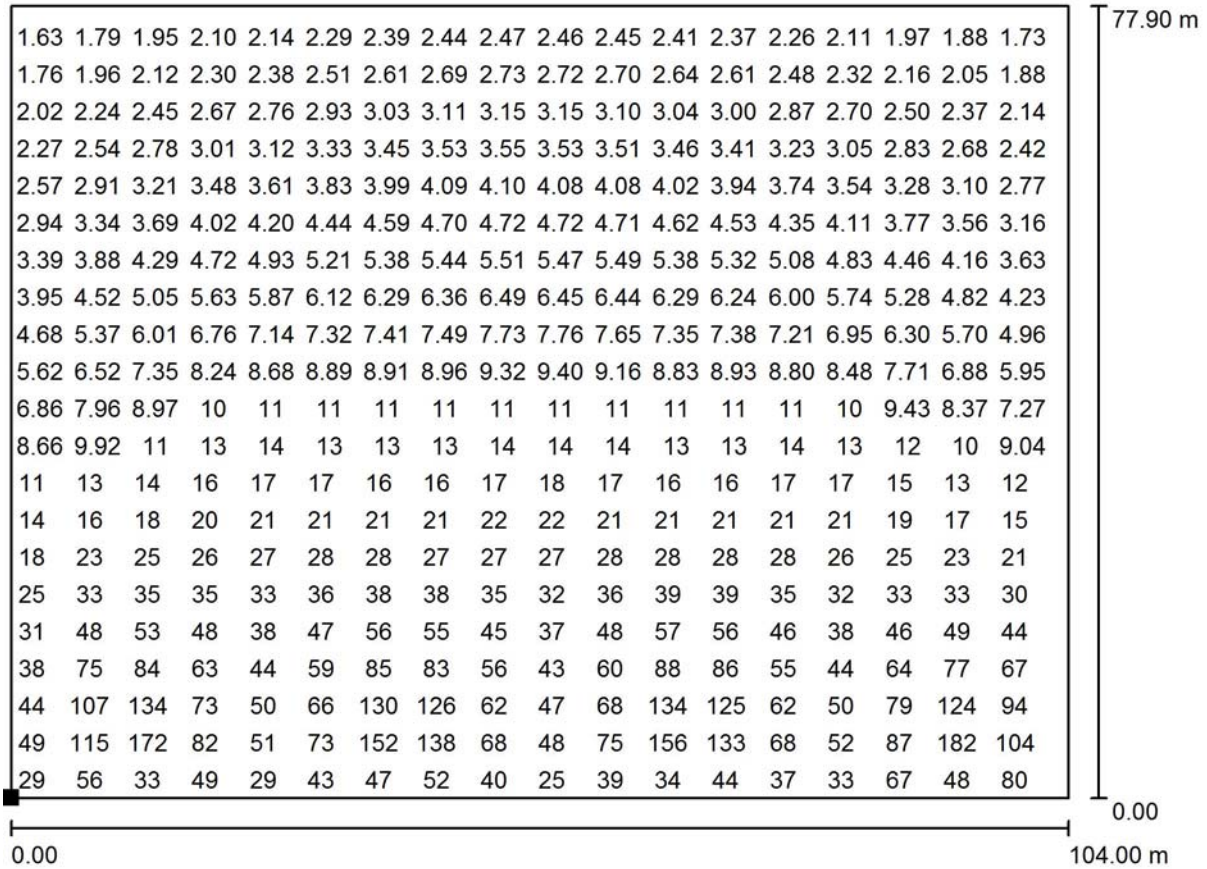 77.90 m
1.63 1.79 1.95 2.10 2.14 2.29 2.39 2.44 2.47 2.46 2.45 2.41 2.37 2.26 2.11 1.97 1.88 1.73
1.76 1.96 2.12 2.30 2.38 2.51 2.61 2.69 2.73 2.72 2.70 2.64 2.61 2.48 2.32 2.16 2.05 1.88
2.02 2.24 2.45 2.67 2.76 2.93 3.03 3.11 3.15 3.15 3.10 3.04 3.00 2.87 2.70 2.50 2.37 2.14
2.27 2.54 2.78 3.01 3.12 3.33 3.45 3.53 3.55 3.53 3.51 3.46 3.41 3.23 3.05 2.83 2.68 2.42
2.57 2.91 3.21 3.48 3.61 3.83 3.99 4.09 4.10 4.08 4.08 4.02 3.94 3.74 3.54 3.28 3.10 2.77
2.94 3.34 3.69 4.02 4.20 4.44 4.59 4.70 4.72 4.72 4.71 4.62 4.53 4.35 4.11 3.77 3.56 3.16
3.39 3.88 4.29 4.72 4.93 5.21 5.38 5.44 5.51 5.47 5.49 5.38 5.32 5.08 4.83 4.46 4.16 3.63
3.95 4.52 5.05 5.63 5.87 6.12 6.29 6.36 6.49 6.45 6.44 6.29 6.24 6.00 5.74 5.28 4.82 4.23
4.68 5.37 6.01 6.76 7.14 7.32 7.41 7.49 7.73 7.76 7.65 7.35 7.38 7.21 6.95 6.30 5.70 4.96
5.62 6.52 7.35 8.24 8.68 8.89 8.91 8.96 9.32 9.40 9.16 8.83 8.93 8.80 8.48 7.71 6.88 5.95
6.86 7.96 8.97 10 11 11 11 11 11 11 11 11 11 11 10 9.43 8.37 7.27
8.66 9.92 11 13 14 13 13 13 14 14 14 13 13 14 13 12 10 9.04
11 13 14 16 17 17 16 16 17 18 17 16 16 17 17 15 13 12
14 16 18 20 21 21 21 21 22 22 21 21 21 21 21 19 17 15
18 23 25 26 27 28 28 27 27 27 28 28 28 28 26 25 23 21
25 33 35 35 33 36 38 38 35 32 36 39 39 35 32 33 33 30
31 48 53 48 38 47 56 55 45 37 48 57 56 46 38 46 49 44
38 75 84 63 44 59 85 83 56 43 60 88 86 55 44 64 77 67
44 107 134 73 50 66 130 126 62 47 68 134 125 62 50 79 124 94
49 115 172 82 51 73 152 138 68 48 75 156 133 68 52 87 182 104
29 56 33 49 29 43 47 52 40 25 39 34 44 37 33 67 48 80
0.00
0.00 104.00 m